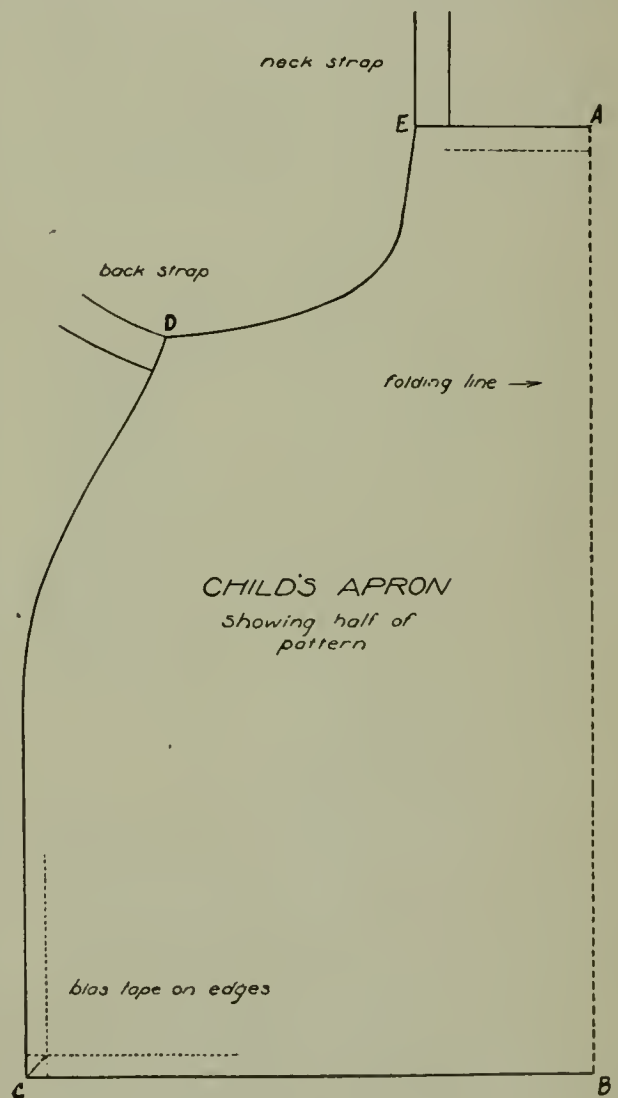 neck strap
E
A
back strap
D
folding line →
CHILD'S APRON
showing half of
pattern
bias tape on edges
C
B